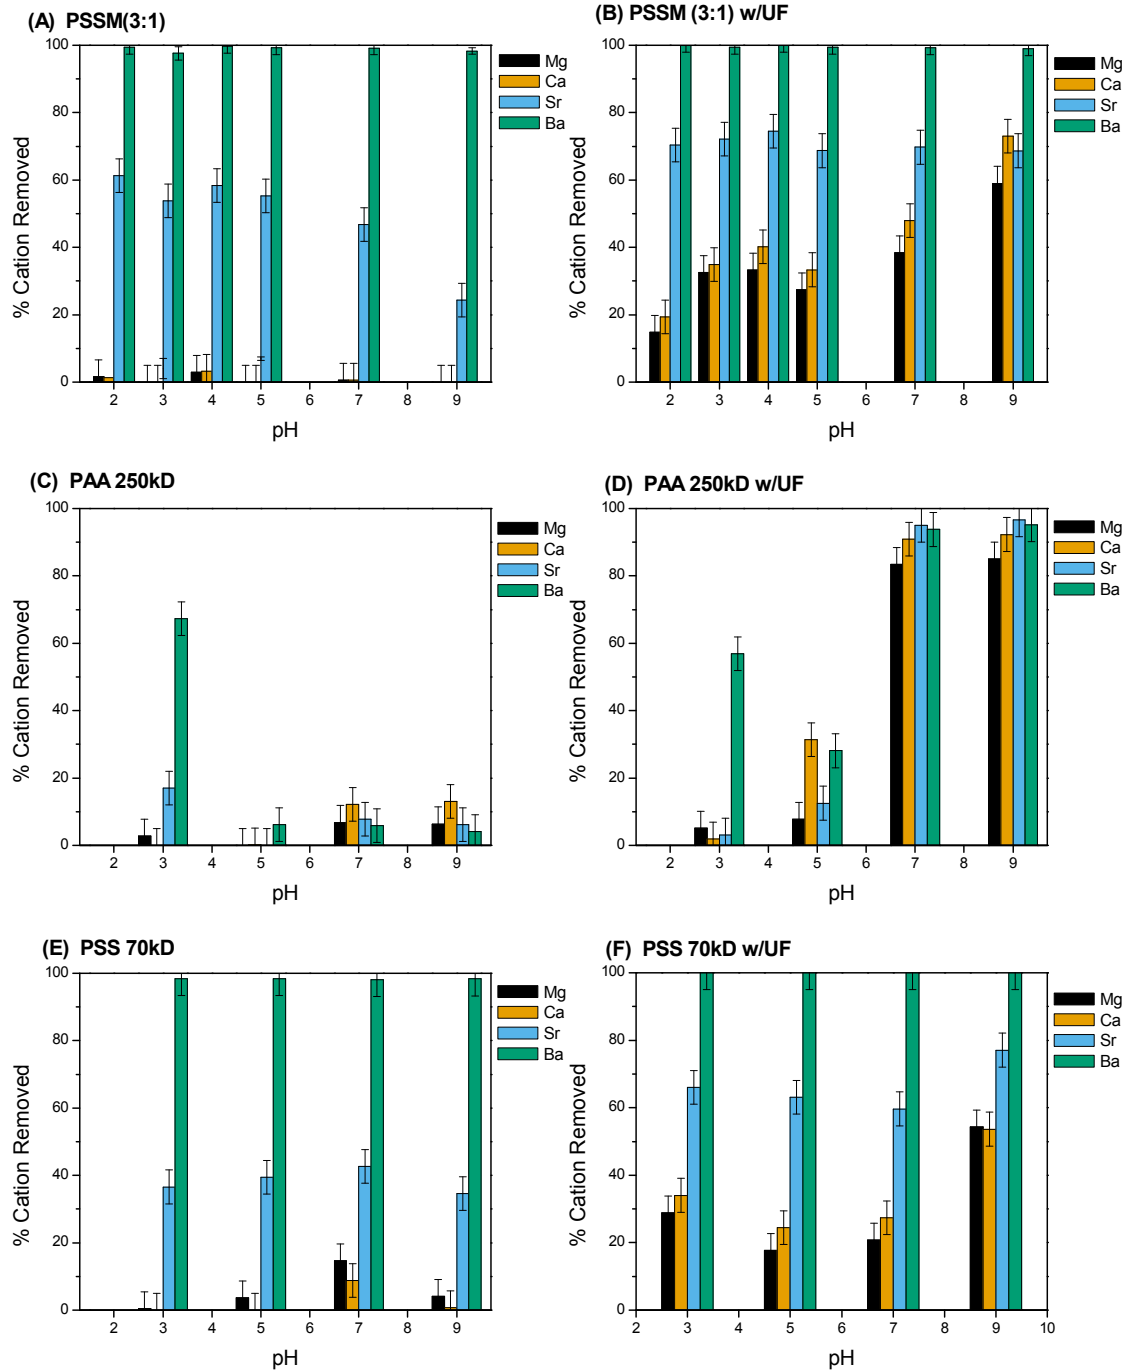 (A) PSSM(3:1)
100
80
60
40
20
0
% Cation Removed
2 3 4 5 6 7 8 9
pH
Mg
Ca
Sr
Ba
(B) PSSM (3:1) w/UF
100
80
60
40
20
0
% Cation Removed
2 3 4 5 6 7 8 9
pH
Mg
Ca
Sr
Ba
(C) PAA 250kD
100
80
60
40
20
0
% Cation Removed
2 3 4 5 6 7 8 9
pH
Mg
Ca
Sr
Ba
(D) PAA 250kD w/UF
100
80
60
40
20
0
% Cation Removed
2 3 4 5 6 7 8 9
pH
Mg
Ca
Sr
Ba
(E) PSS 70kD
100
80
60
40
20
0
% Cation Removed
2 3 4 5 6 7 8 9
pH
Mg
Ca
Sr
Ba
(F) PSS 70kD w/UF
100
80
60
40
20
0
% Cation Removed
2 3 4 5 6 7 8 9 10
pH
Mg
Ca
Sr
Ba